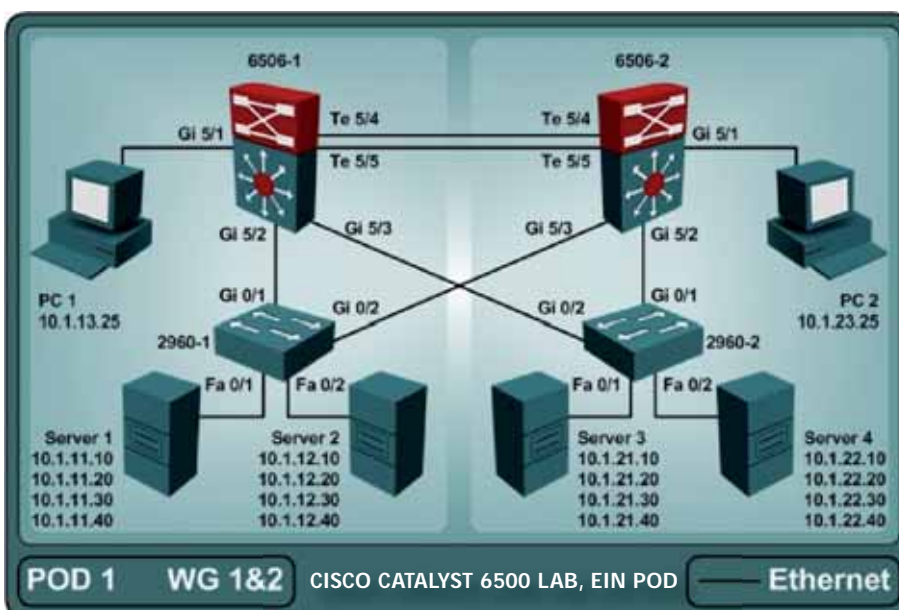 6506-1
6506-2
Te 5/4
Te 5/4
Gi 5/1
Gi 5/1
Te 5/5
Te 5/5
Gi 5/2
Gi 5/3
Gi 5/3
Gi 5/2
PC 1
10.1.13.25
PC 2
10.1.23.25
Gi 0/1
Gi 0/2
Gi 0/2
Gi 0/1
2960-1
2960-2
Fa 0/1
Fa 0/2
Fa 0/1
Fa 0/2
Server 1
10.1.11.10
10.1.11.20
10.1.11.30
10.1.11.40
Server 2
10.1.12.10
10.1.12.20
10.1.12.30
10.1.12.40
Server 3
10.1.21.10
10.1.21.20
10.1.21.30
10.1.21.40
Server 4
10.1.22.10
10.1.22.20
10.1.22.30
10.1.22.40
POD 1 WG 1&2
CISCO CATALYST 6500 LAB, EIN POD
Ethernet